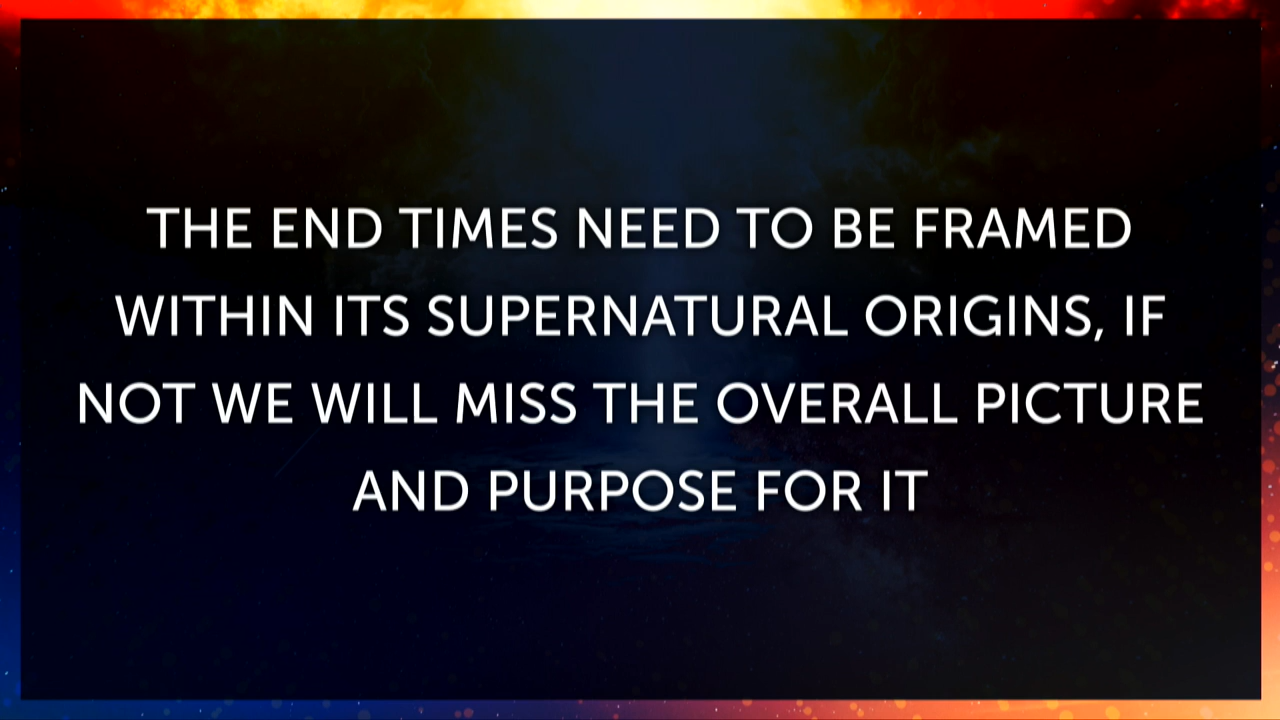 THE END TIMES NEED TO BE FRAMED
WITHIN ITS SUPERNATURAL ORIGINS, IF
NOT WE WILL MISS THE OVERALL PICTURE
AND PURPOSE FOR IT